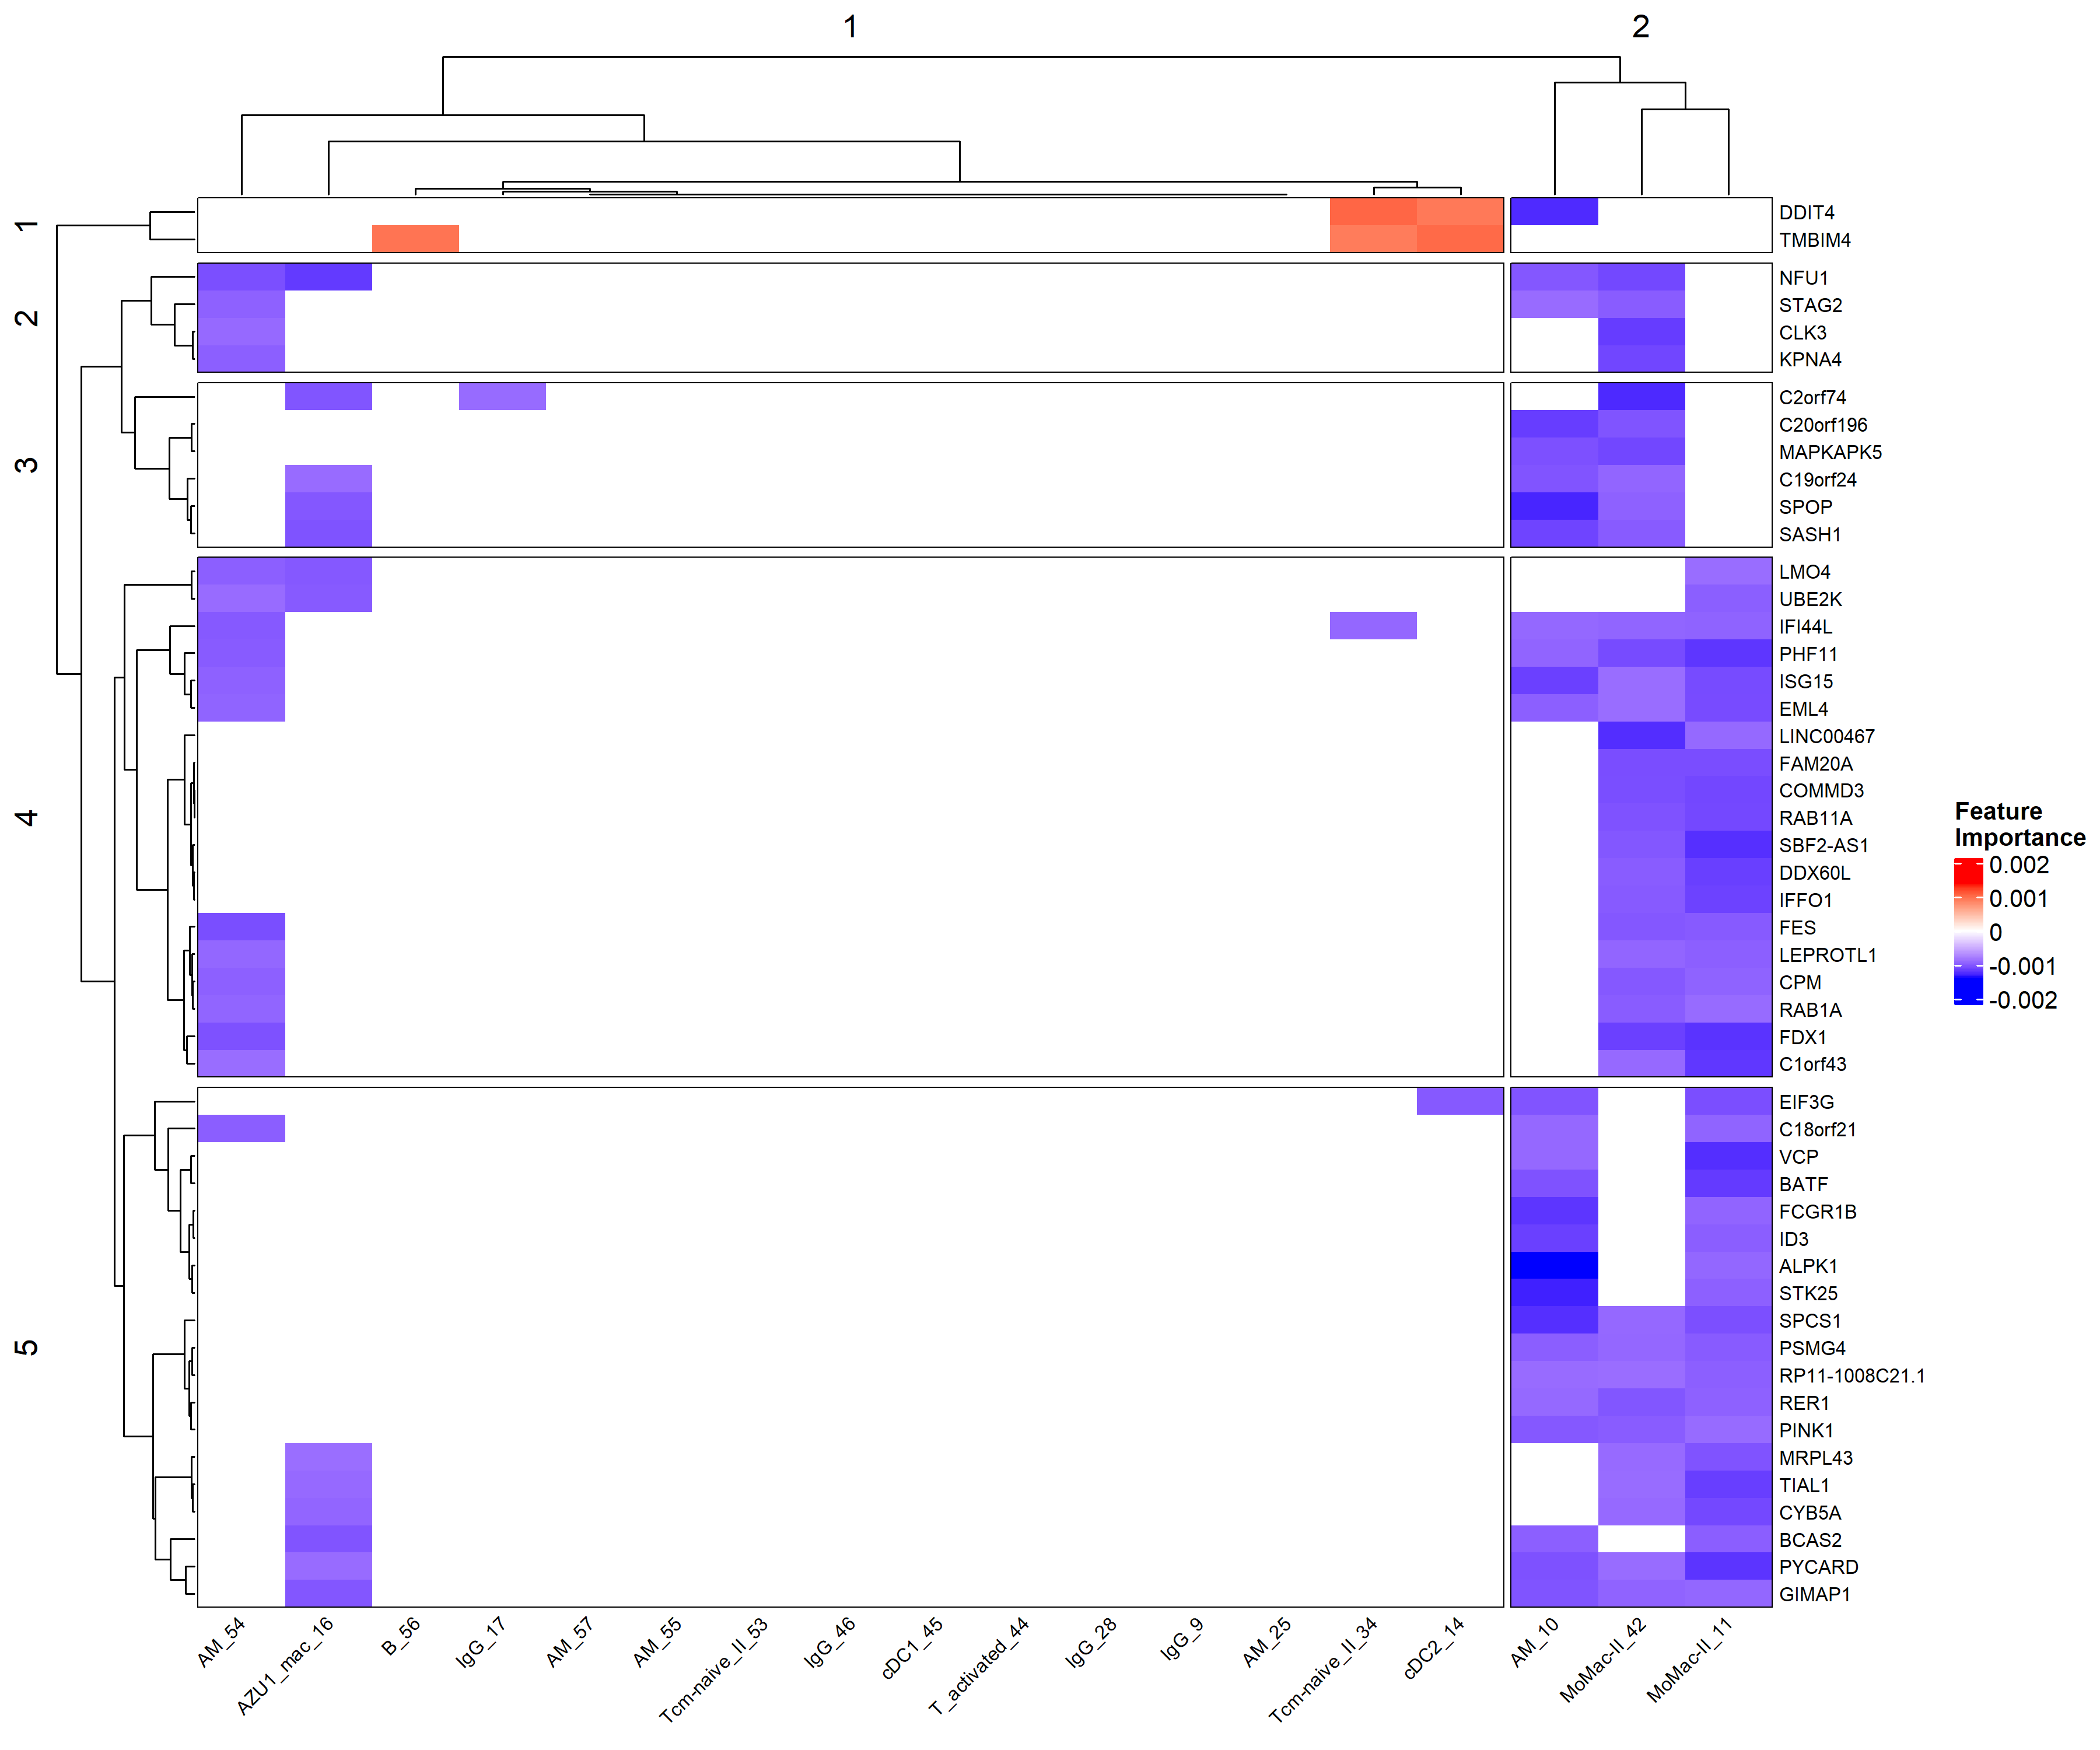 1
2
1
2
3
4
5
DDIT4
TMBIM4
NFU1
STAG2
CLK3
KPNA4
C2orf74
C20orf196
MAPKAPK5
C19orf24
SPOP
SASH1
LMO4
UBE2K
IFI44L
PHF11
ISG15
EML4
LINC00467
FAM20A
COMMD3
RAB11A
SBF2-AS1
DDX60L
IFFO1
FES
LEPROTL1
CPM
RAB1A
FDX1
C1orf43
EIF3G
C18orf21
VCP
BATF
FCGR1B
ID3
ALPK1
STK25
SPCS1
PSMG4
RP11-1008C21.1
RER1
PINK1
MRPL43
TIAL1
CYB5A
BCAS2
PYCARD
GIMAP1
Feature
Importance
0.002
0.001
0
-0.001
-0.002
AM_54
AZU1_mac_16
B_56
IgG_17
AM_57
AM_55
Tcm-naive_II_53
IgG_46
cDC1_45
T_activated_44
IgG_28
IgG_9
AM_25
Tcm-naive_II_34
cDC2_14
AM_10
MoMac-II_42
MoMac-II_11